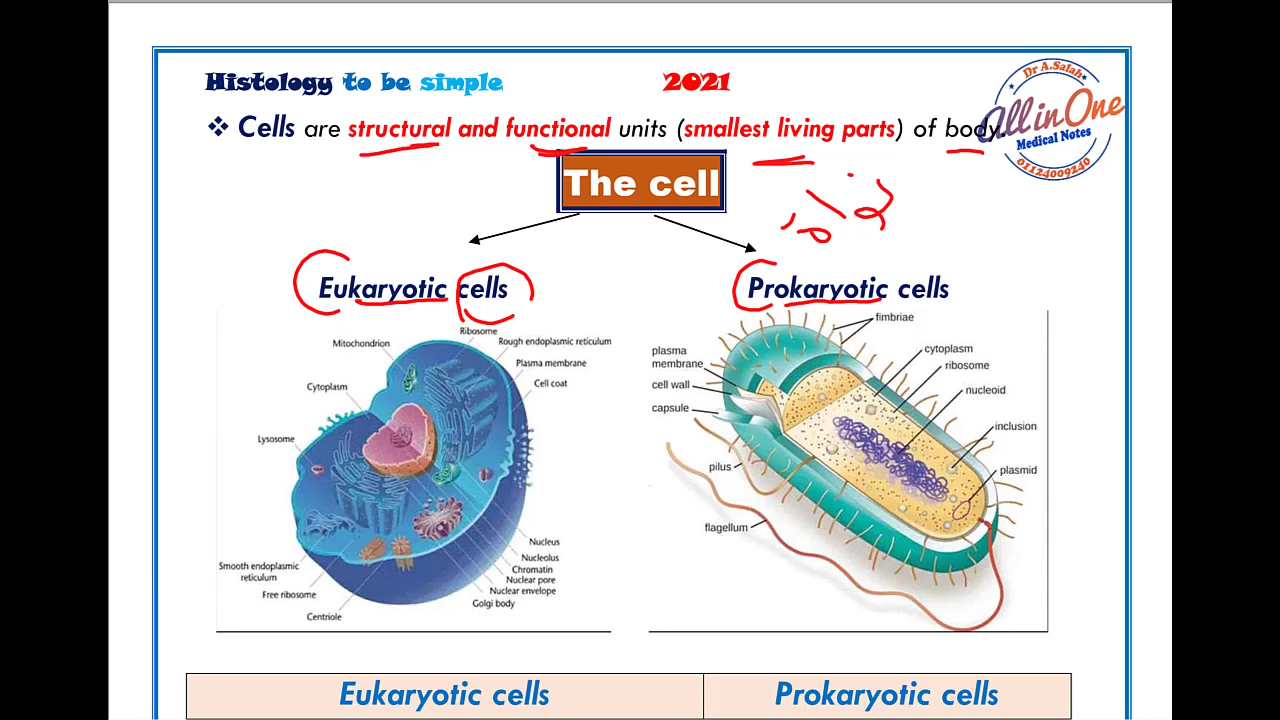 Histology to be simple 2021
❖ Cells are structural and functional units (smallest living parts) of body.
Dr A.Salah
All in One
Medical Notes
01124009240
The cell
Eukaryotic cells
Prokaryotic cells
Ribosome
Mitochondrion
Rough endoplasmic reticulum
Plasma membrane
Cell coat
Cytoplasm
Lysosome
Smooth endoplasmic
reticulum
Free ribosome
Centriole
Nucleus
Nucleolus
Chromatin
Nuclear pore
Nuclear envelope
Golgi body
fimbriae
plasma
membrane
cell wall
capsule
cytoplasm
ribosome
nucleoid
inclusion
plasmid
pilus
flagellum
Eukaryotic cells
Prokaryotic cells